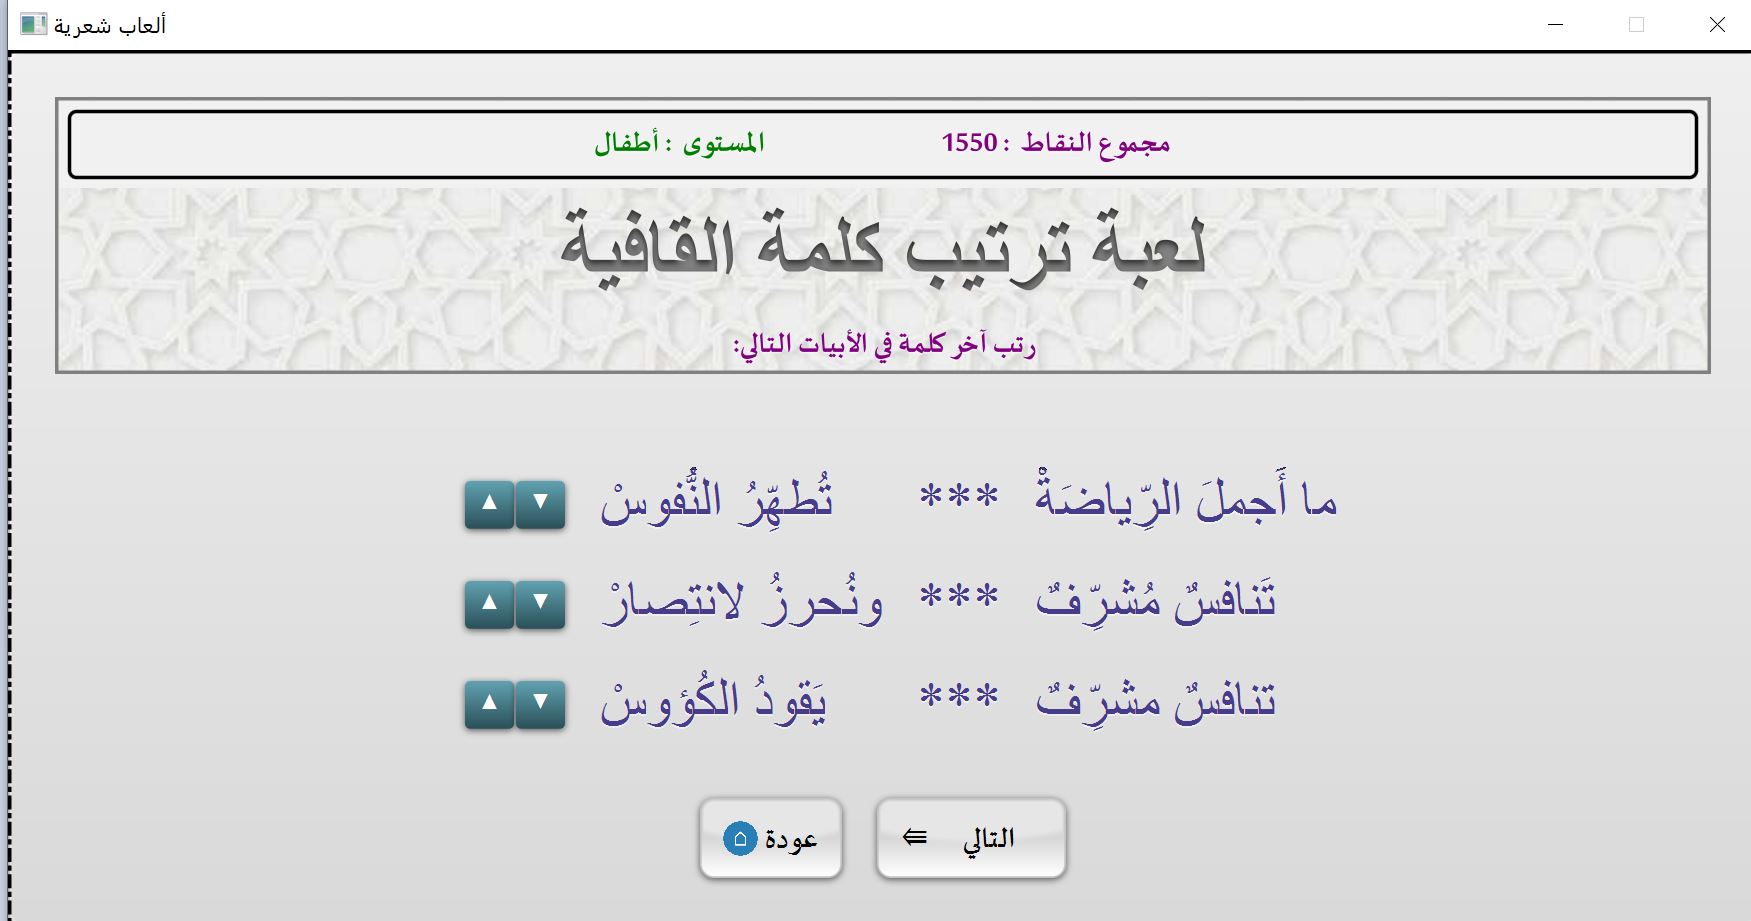 ألعاب شعرية
مجموع النقاط : 1550 المستوى : أطفال
لعبة ترتيب كلمة القافية
رتب آخر كلمة في الأبيات التالي:
ما أَجملَ الرِّياضَةْ *** تُطهِّرُ النُّفوسْ
تَنافسٌ مُشرِّفٌ *** ونُحرزُ لانتِصارْ
تنافسٌ مشرِّفٌ *** يَقودُ الكُؤوسْ
التالي
عودة